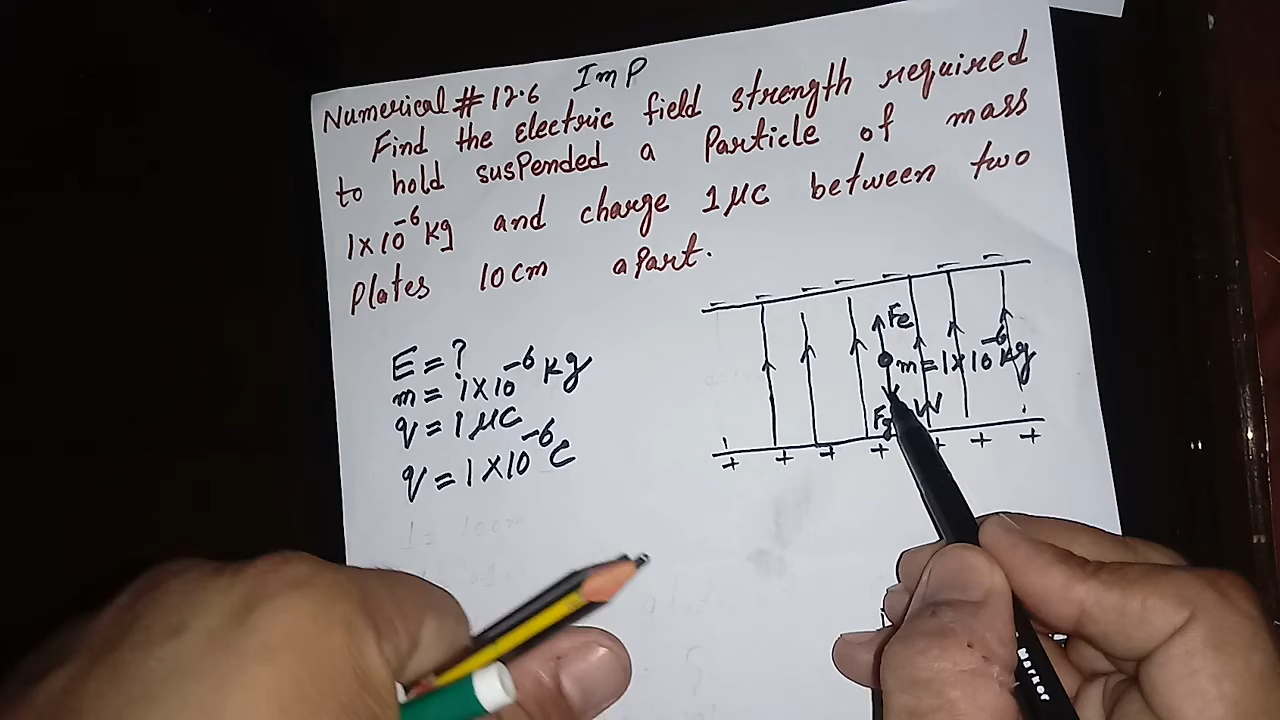 Numerical # 12.6 Imp
Find the Electric field strength required
to hold suspended a Particle of mass
1×10⁻⁶ kg and charge 1μc between two
Plates 10cm apart.
E = ?
m = 1×10⁻⁶ kg
q = 1μc
q = 1×10⁻⁶ C
Fe
m = 1×10⁻⁶ kg
Fg W
Marker